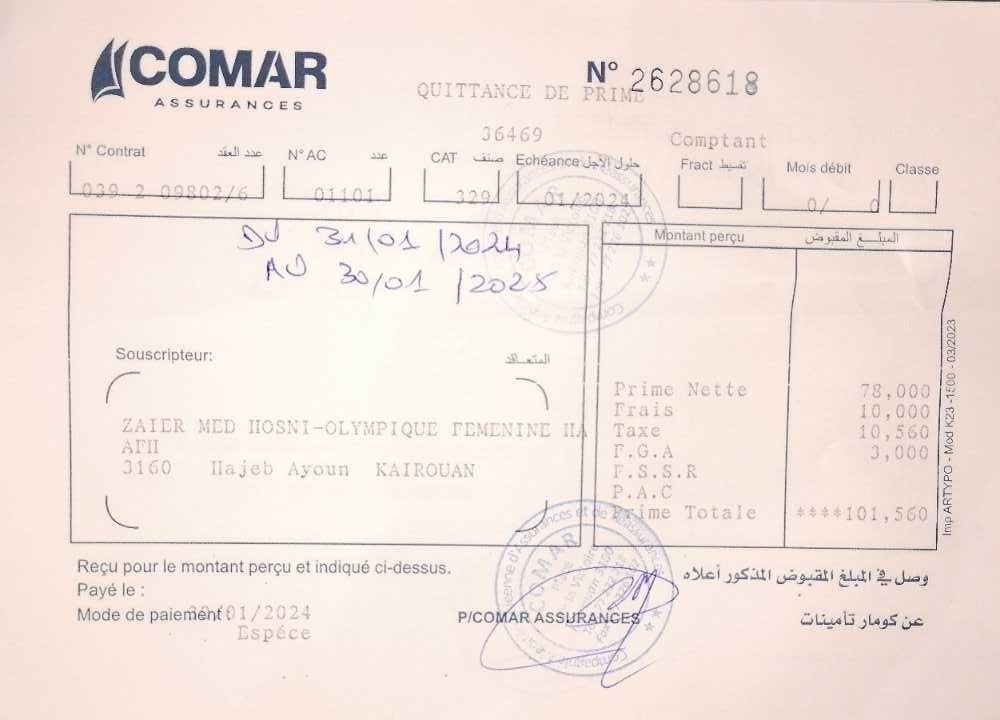 COMAR
ASSURANCES
N° 2628618
QUITTANCE DE PRIME
36469
Comptant
N° Contrat عدد العقد
039 2 09802/6
N° AC عدد
01101
CAT صنف
329
Echéance حلول الأجل
01/2024
Fract تقسيط
Mois débit
0/ 0
Classe
DU 31/01/2024
AU 30/01/2025
Souscripteur: المتعهد
ZAIER MED HOSNI-OLYMPIQUE FEMENINE HA
AFH
3160 Hajeb Ayoun KAIROUAN
Montant perçu المبلغ المقبوض
Prime Nette 78,000
Frais 10,000
Taxe 10,560
F.G.A 3,000
F.S.S.R
P.A.C
Prime Totale ****101,560
Imp ARTYPO - Mod K23 -1500 - 03/2023
Reçu pour le montant perçu et indiqué ci-dessus.
وصل في المبلغ المقبوض المذكور أعلاه
Payé le :
Mode de paiement : 30/01/2024
Espéce
P/COMAR ASSURANCES
عن كومار تأمينات
COMAR